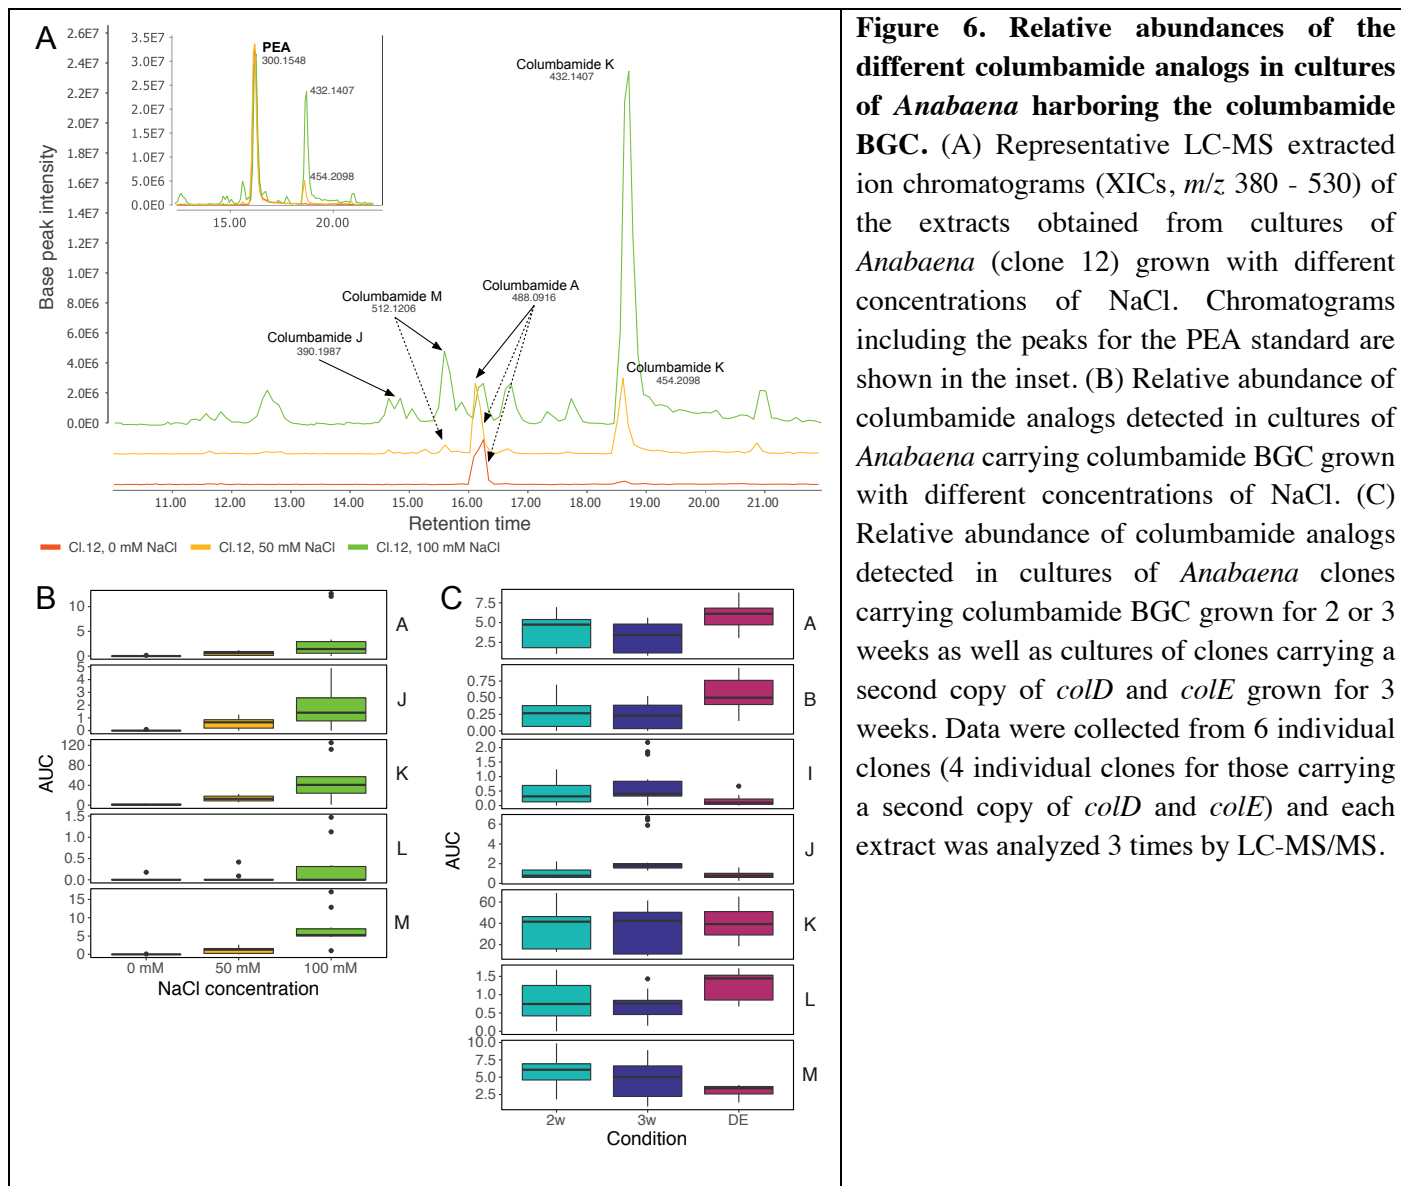 A
2.6E7
2.4E7
2.2E7
2.0E7
1.8E7
1.6E7
1.4E7
1.2E7
1.0E7
8.0E6
6.0E6
4.0E6
2.0E6
0.0E0
Base peak intensity
3.5E7
3.0E7
2.5E7
2.0E7
1.5E7
1.0E7
5.0E6
0.0E0
PEA
300.1548
432.1407
454.2098
15.00 20.00
Columbamide K
432.1407
Columbamide A
488.0916
Columbamide M
512.1206
Columbamide J
390.1987
Columbamide K
454.2098
11.00 12.00 13.00 14.00 15.00 16.00 17.00 18.00 19.00 20.00 21.00
Retention time
Cl.12, 0 mM NaCl Cl.12, 50 mM NaCl Cl.12, 100 mM NaCl
B
10
5
0
A
5
4
3
2
1
0
J
120
80
40
0
K
1.5
1.0
0.5
0.0
L
15
10
5
0
M
AUC
0 mM 50 mM 100 mM
NaCl concentration
C
7.5
5.0
2.5
A
0.75
0.50
0.25
0.00
B
2.0
1.5
1.0
0.5
0.0
I
6
4
2
0
J
60
40
20
K
1.5
1.0
0.5
0.0
L
10.0
7.5
5.0
2.5
M
AUC
2w 3w DE
Condition
Figure 6. Relative abundances of the
different columbamide analogs in cultures
of Anabaena harboring the columbamide
BGC. (A) Representative LC-MS extracted
ion chromatograms (XICs, m/z 380 - 530) of
the extracts obtained from cultures of
Anabaena (clone 12) grown with different
concentrations of NaCl. Chromatograms
including the peaks for the PEA standard are
shown in the inset. (B) Relative abundance of
columbamide analogs detected in cultures of
Anabaena carrying columbamide BGC grown
with different concentrations of NaCl. (C)
Relative abundance of columbamide analogs
detected in cultures of Anabaena clones
carrying columbamide BGC grown for 2 or 3
weeks as well as cultures of clones carrying a
second copy of colD and colE grown for 3
weeks. Data were collected from 6 individual
clones (4 individual clones for those carrying
a second copy of colD and colE) and each
extract was analyzed 3 times by LC-MS/MS.